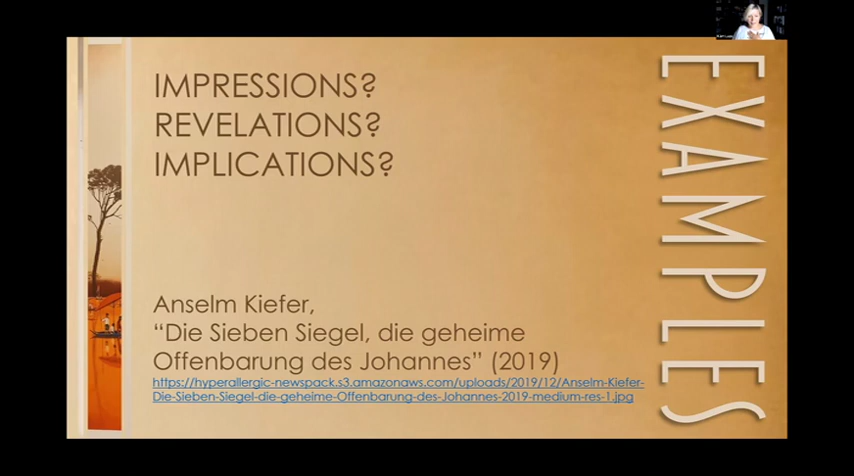 IMPRESSIONS?
REVELATIONS?
IMPLICATIONS?
Anselm Kiefer,
“Die Sieben Siegel, die geheime
Offenbarung des Johannes” (2019)
https://hyperallergic-newspack.s3.amazonaws.com/uploads/2019/12/Anselm-Kiefer-
Die-Sieben-Siegel-die-geheime-Offenbarung-des-Johannes-2019-medium-res-1.jpg
EXAMPLES